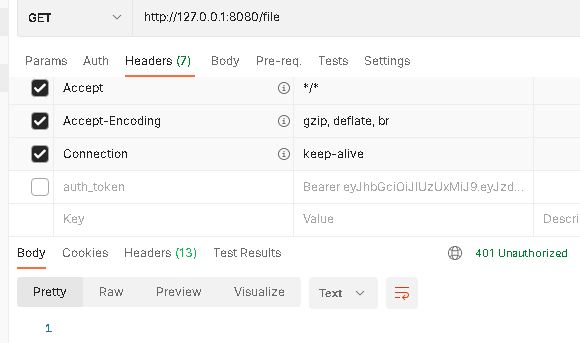 GET http://127.0.0.1:8080/file
Params Auth Headers (7) Body Pre-req. Tests Settings
Accept */*
Accept-Encoding gzip, deflate, br
Connection keep-alive
auth_token Bearer eyJhbGciOiJIUzUxMiJ9.eyJzd...
Key Value Descri
Body Cookies Headers (13) Test Results 401 Unauthorized
Pretty Raw Preview Visualize Text
1